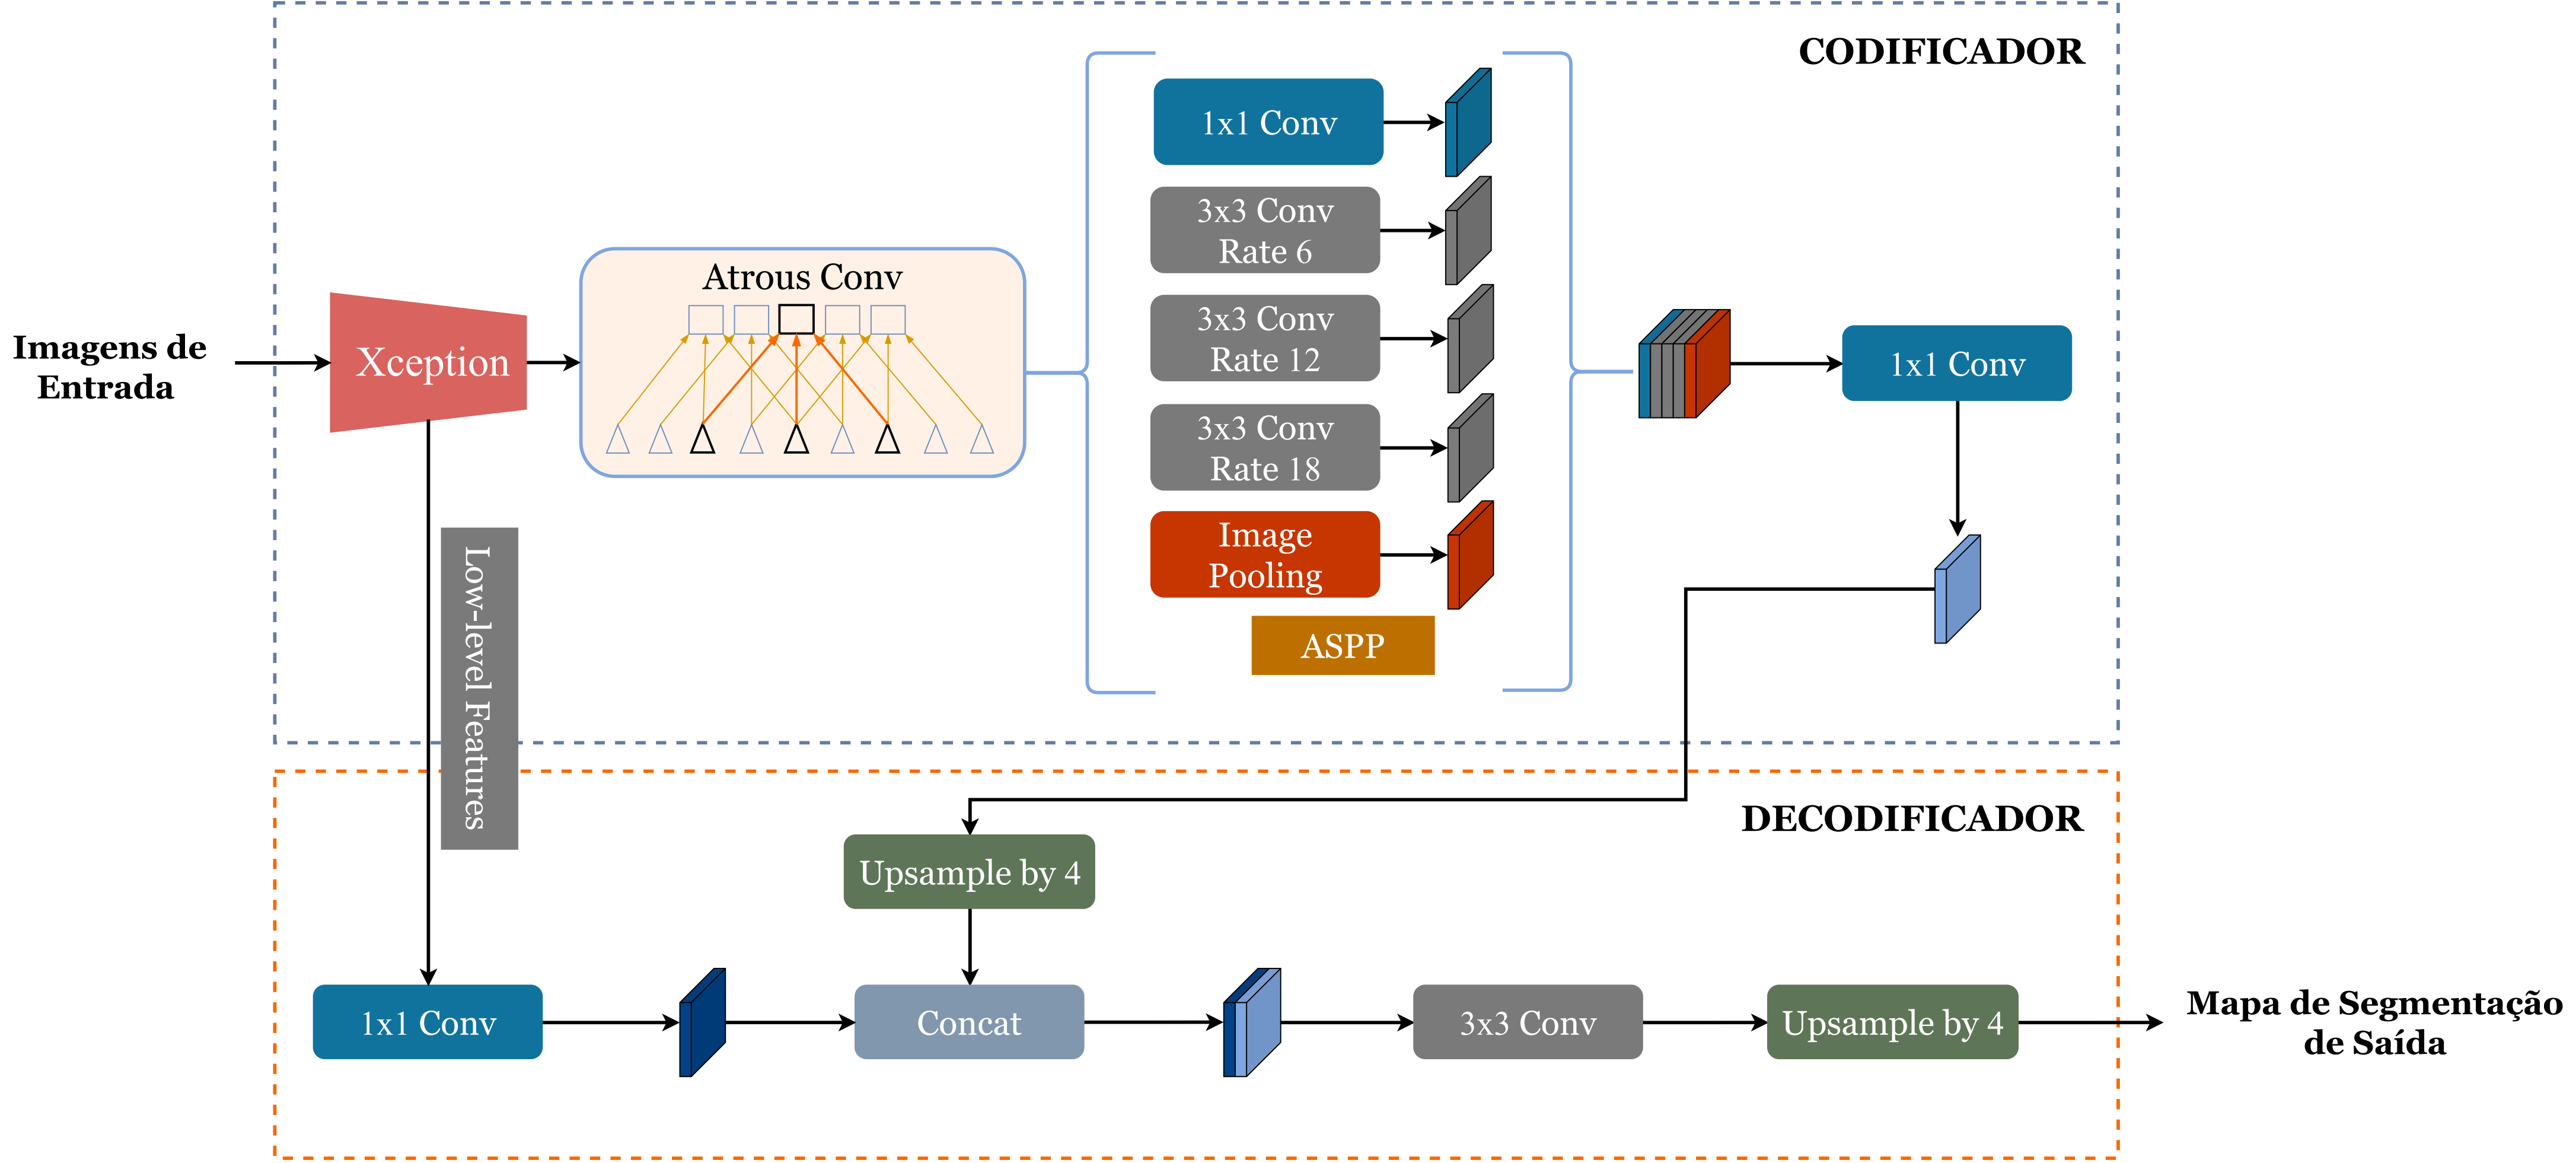 CODIFICADOR
1x1 Conv
3x3 Conv
Rate 6
Atrous Conv
3x3 Conv
Rate 12
Imagens de
Entrada
Xception
1x1 Conv
3x3 Conv
Rate 18
Image
Pooling
ASPP
Low-level Features
DECODIFICADOR
Upsample by 4
1x1 Conv
Concat
3x3 Conv
Upsample by 4
Mapa de Segmentação
de Saída